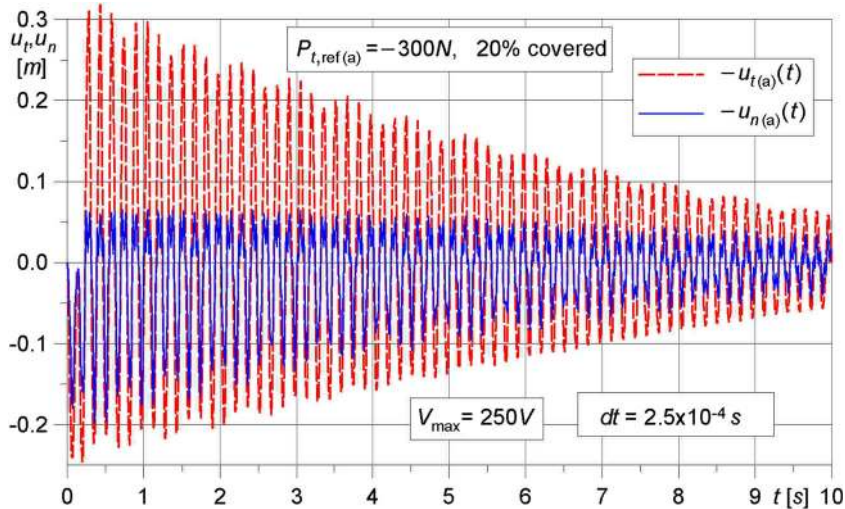 0.3
u_t,u_n
[m]
P_t,ref(a) =−300N, 20% covered
−u_t(a)(t)
−u_n(a)(t)
0.2
0.1
0.0
-0.1
-0.2
V_max= 250V
dt = 2.5x10⁻⁴ s
0 1 2 3 4 5 6 7 8 9 t [s] 10